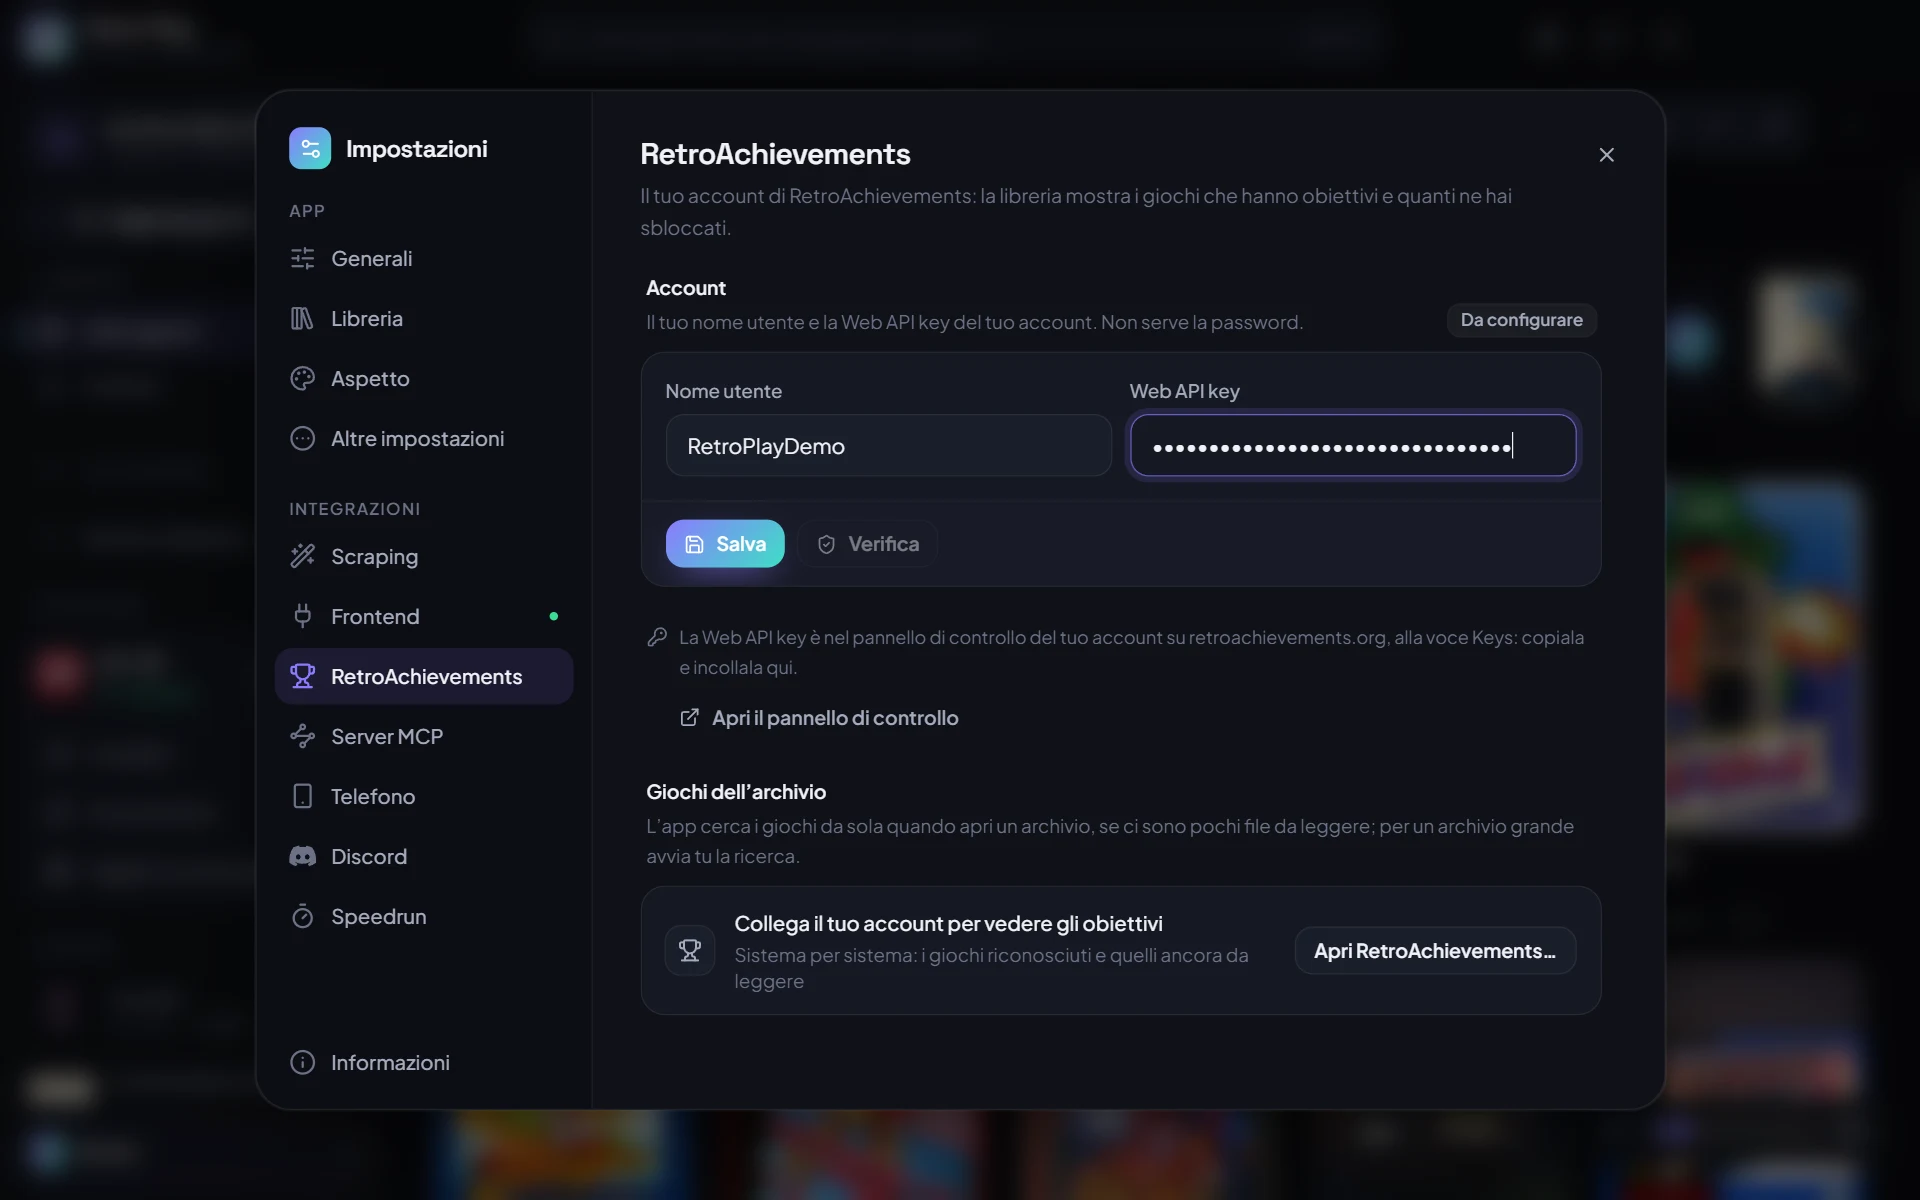 Impostazioni
APP
Generali
Libreria
Aspetto
Altre impostazioni
INTEGRAZIONI
Scraping
Frontend
RetroAchievements
Server MCP
Telefono
Discord
Speedrun
Informazioni
RetroAchievements
Il tuo account di RetroAchievements: la libreria mostra i giochi che hanno obiettivi e quanti ne hai
sbloccati.
Account
Il tuo nome utente e la Web API key del tuo account. Non serve la password.
Da configurare
Nome utente
Web API key
RetroPlayDemo
••••••••••••••••••••••••••••••••
Salva
Verifica
La Web API key è nel pannello di controllo del tuo account su retroachievements.org, alla voce Keys: copiala
e incollala qui.
Apri il pannello di controllo
Giochi dell’archivio
L’app cerca i giochi da sola quando apri un archivio, se ci sono pochi file da leggere; per un archivio grande
avvia tu la ricerca.
Collega il tuo account per vedere gli obiettivi
Sistema per sistema: i giochi riconosciuti e quelli ancora da
leggere
Apri RetroAchievements…